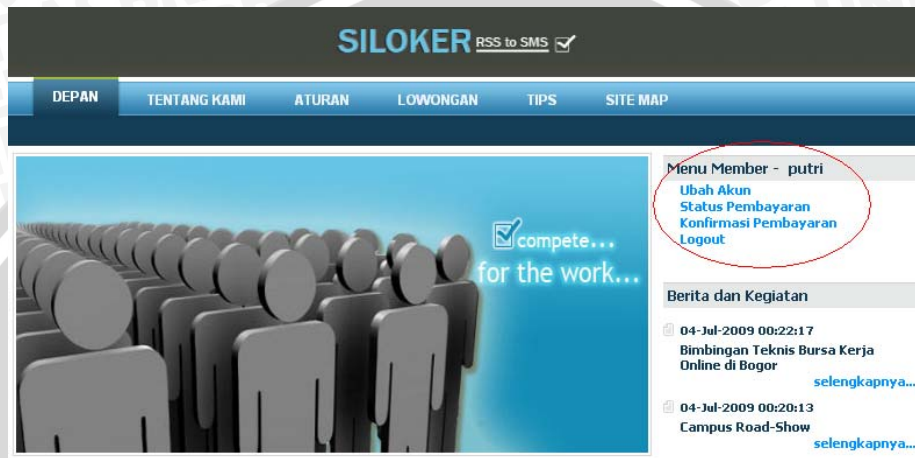 SILOKER RSS to SMS
DEPAN TENTANG KAMI ATURAN LOWONGAN TIPS SITE MAP
compete...
for the work...
Menu Member - putri
Ubah Akun
Status Pembayaran
Konfirmasi Pembayaran
Logout
Berita dan Kegiatan
04-Jul-2009 00:22:17
Bimbingan Teknis Bursa Kerja
Online di Bogor
selengkapnya...
04-Jul-2009 00:20:13
Campus Road-Show
selengkapnya...